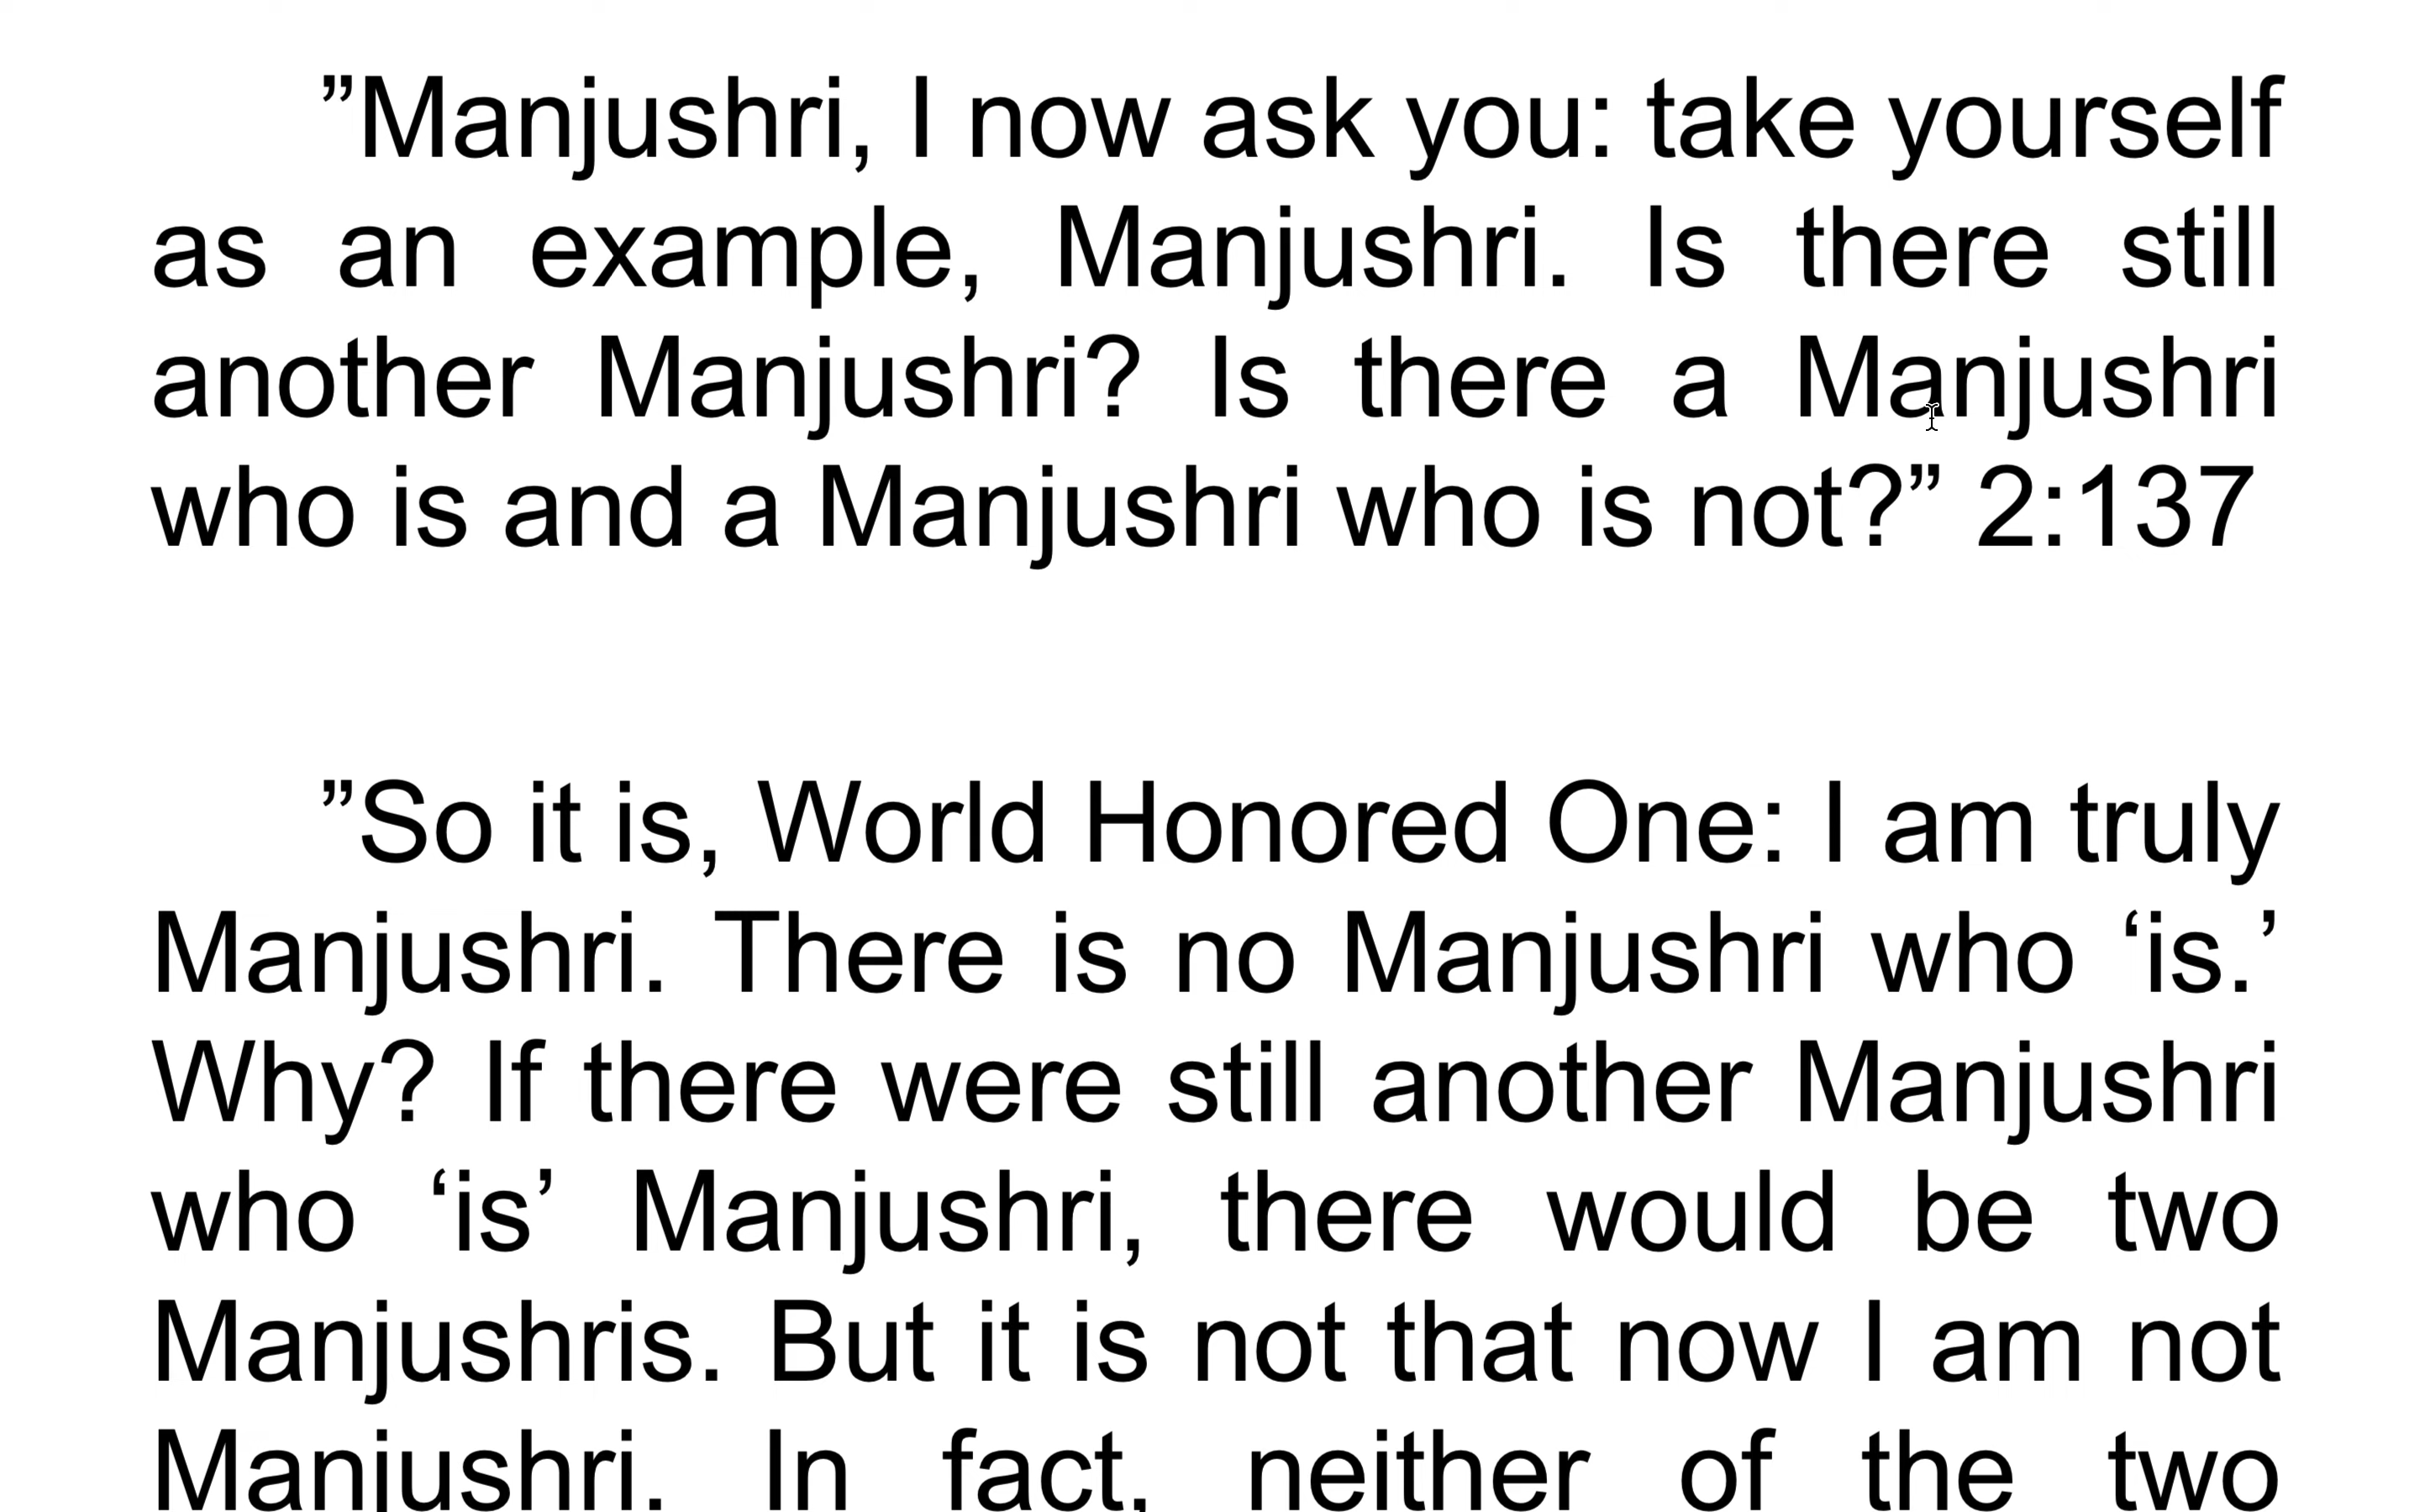 ”Manjushri, I now ask you: take yourself
as an example, Manjushri. Is there still
another Manjushri? Is there a Manjushri
who is and a Manjushri who is not?” 2:137
”So it is, World Honored One: I am truly
Manjushri. There is no Manjushri who ‘is.’
Why? If there were still another Manjushri
who ‘is’ Manjushri, there would be two
Manjushris. But it is not that now I am not
Manjushri. In fact, neither of the two